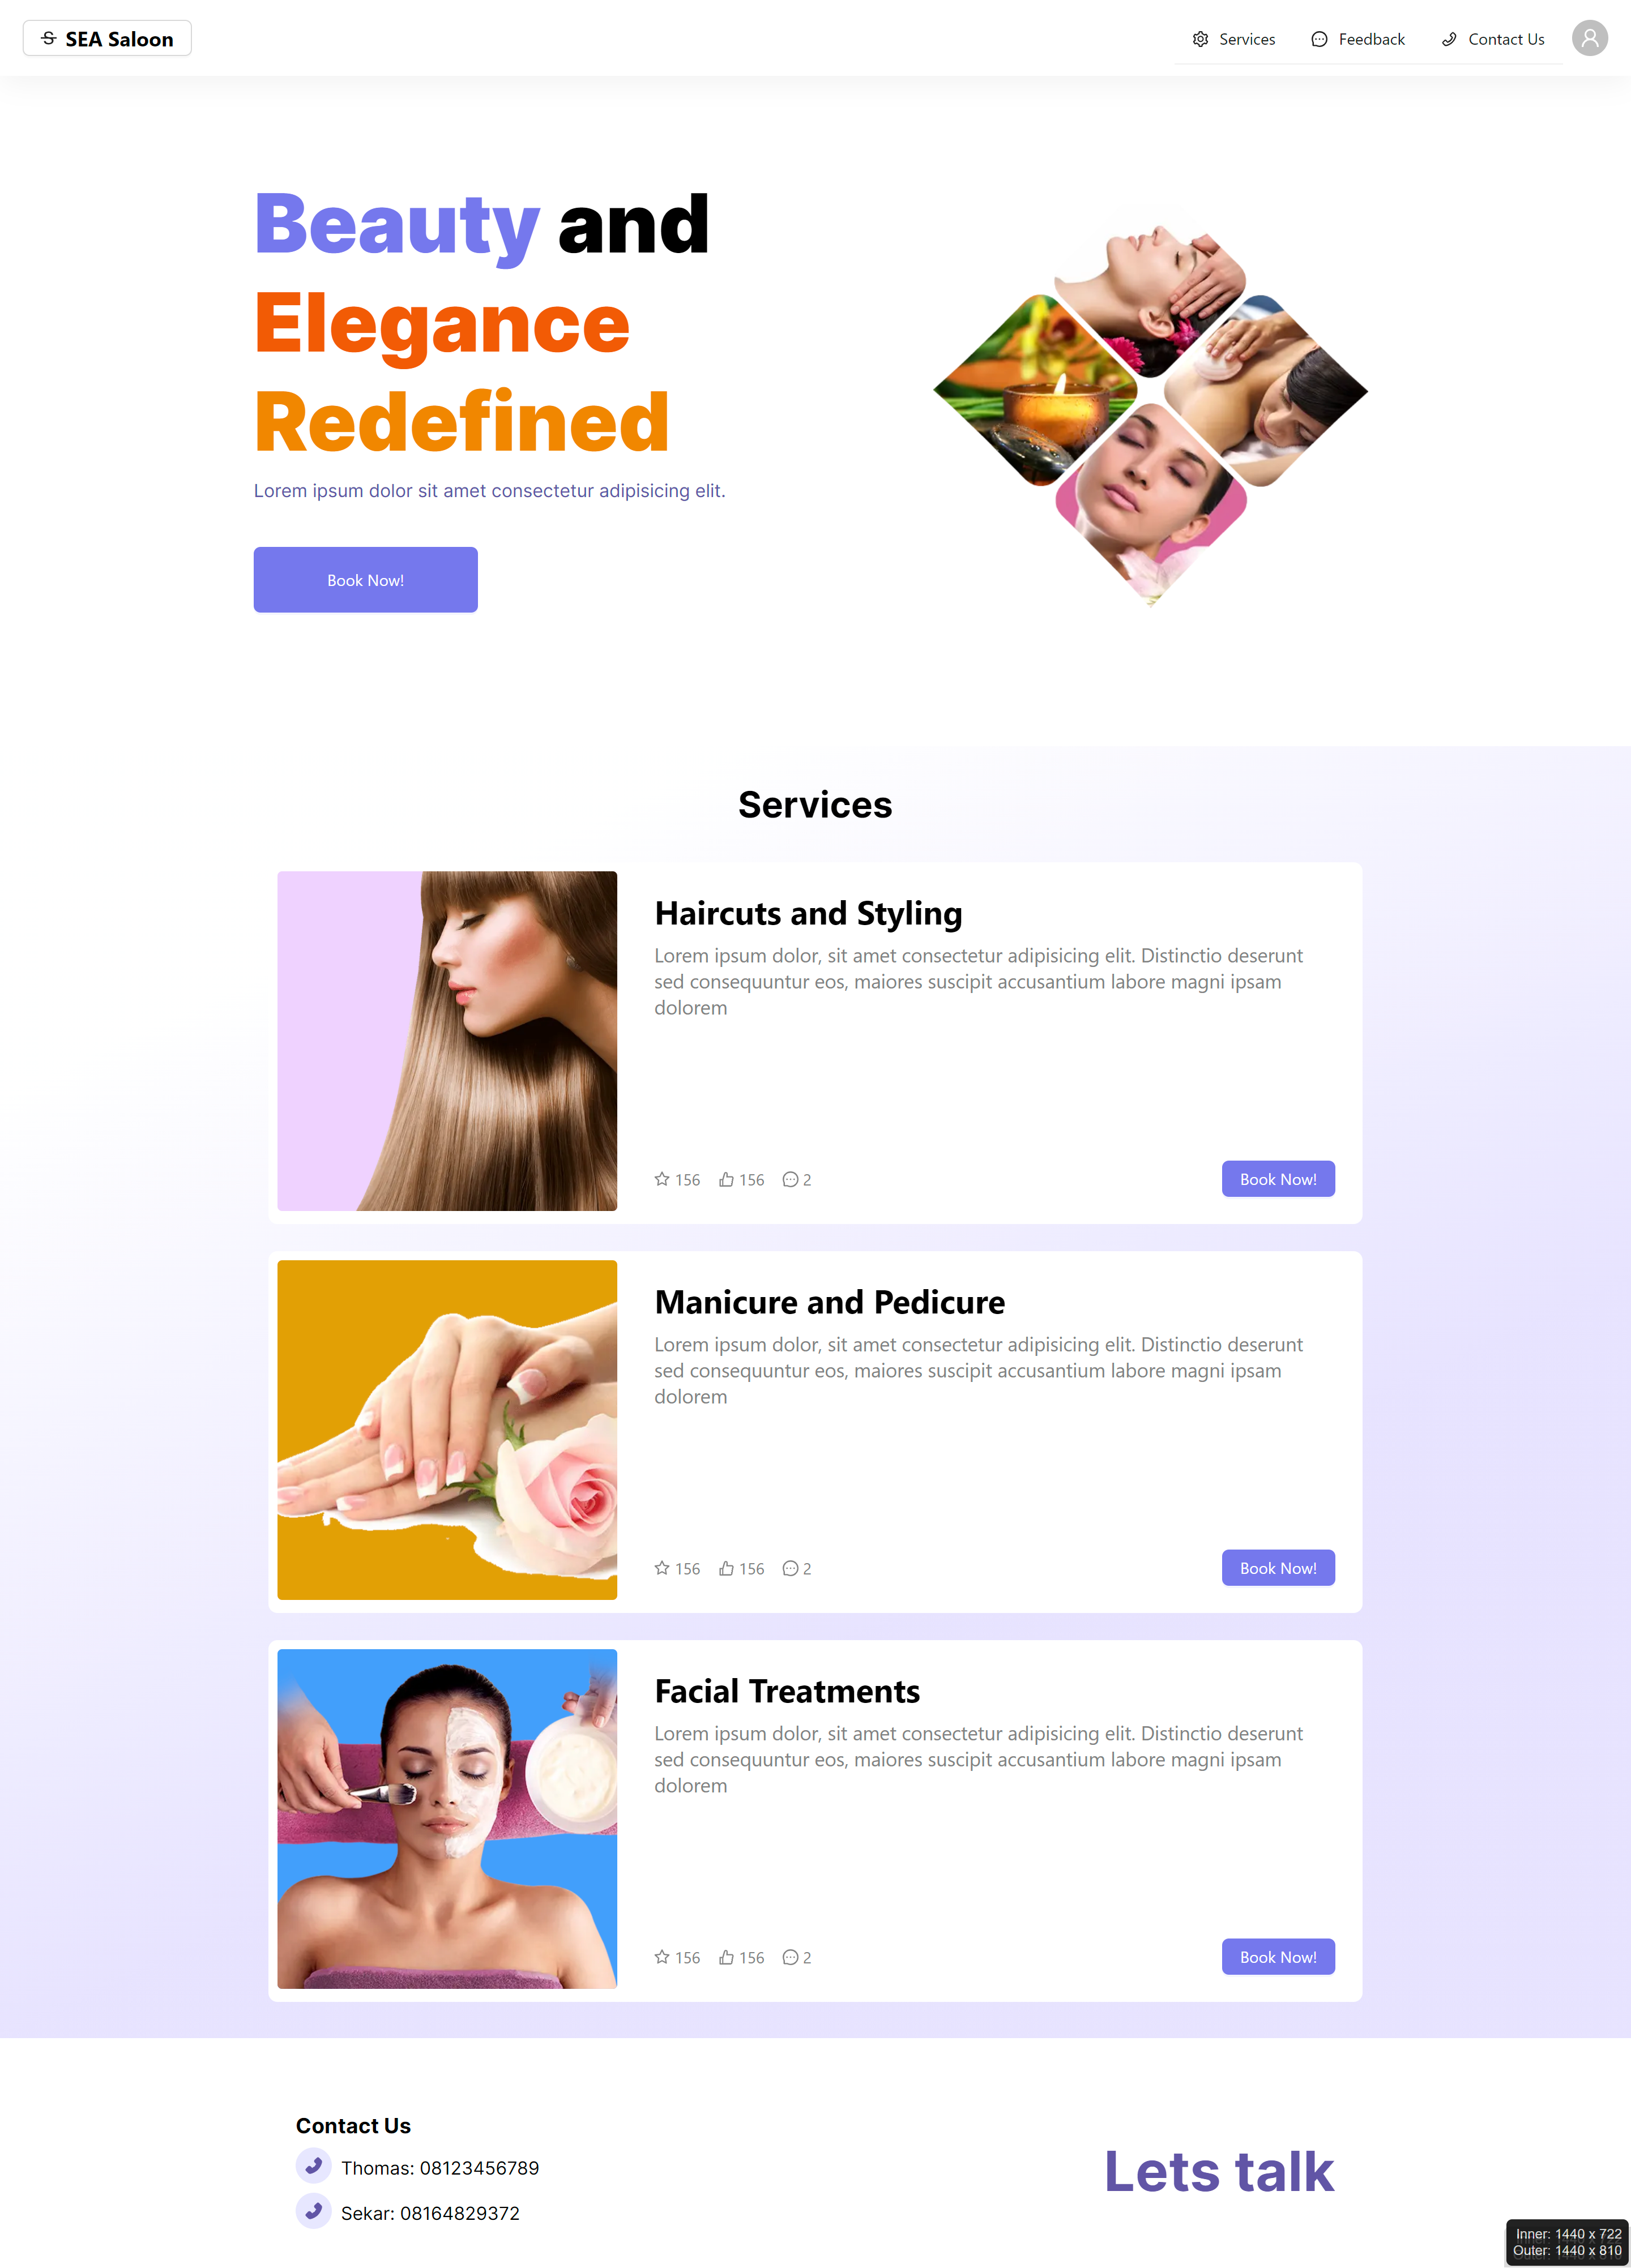 SEA Saloon
Services
Feedback
Contact Us
Beauty and
Elegance
Redefined
Lorem ipsum dolor sit amet consectetur adipisicing elit.
Book Now!
Services
Haircuts and Styling
Lorem ipsum dolor, sit amet consectetur adipisicing elit. Distinctio deserunt
sed consequuntur eos, maiores suscipit accusantium labore magni ipsam
dolorem
156 156 2
Book Now!
Manicure and Pedicure
Lorem ipsum dolor, sit amet consectetur adipisicing elit. Distinctio deserunt
sed consequuntur eos, maiores suscipit accusantium labore magni ipsam
dolorem
156 156 2
Book Now!
Facial Treatments
Lorem ipsum dolor, sit amet consectetur adipisicing elit. Distinctio deserunt
sed consequuntur eos, maiores suscipit accusantium labore magni ipsam
dolorem
156 156 2
Book Now!
Contact Us
Thomas: 08123456789
Sekar: 08164829372
Lets talk
Inner: 1440 x 722
Outer: 1440 x 810